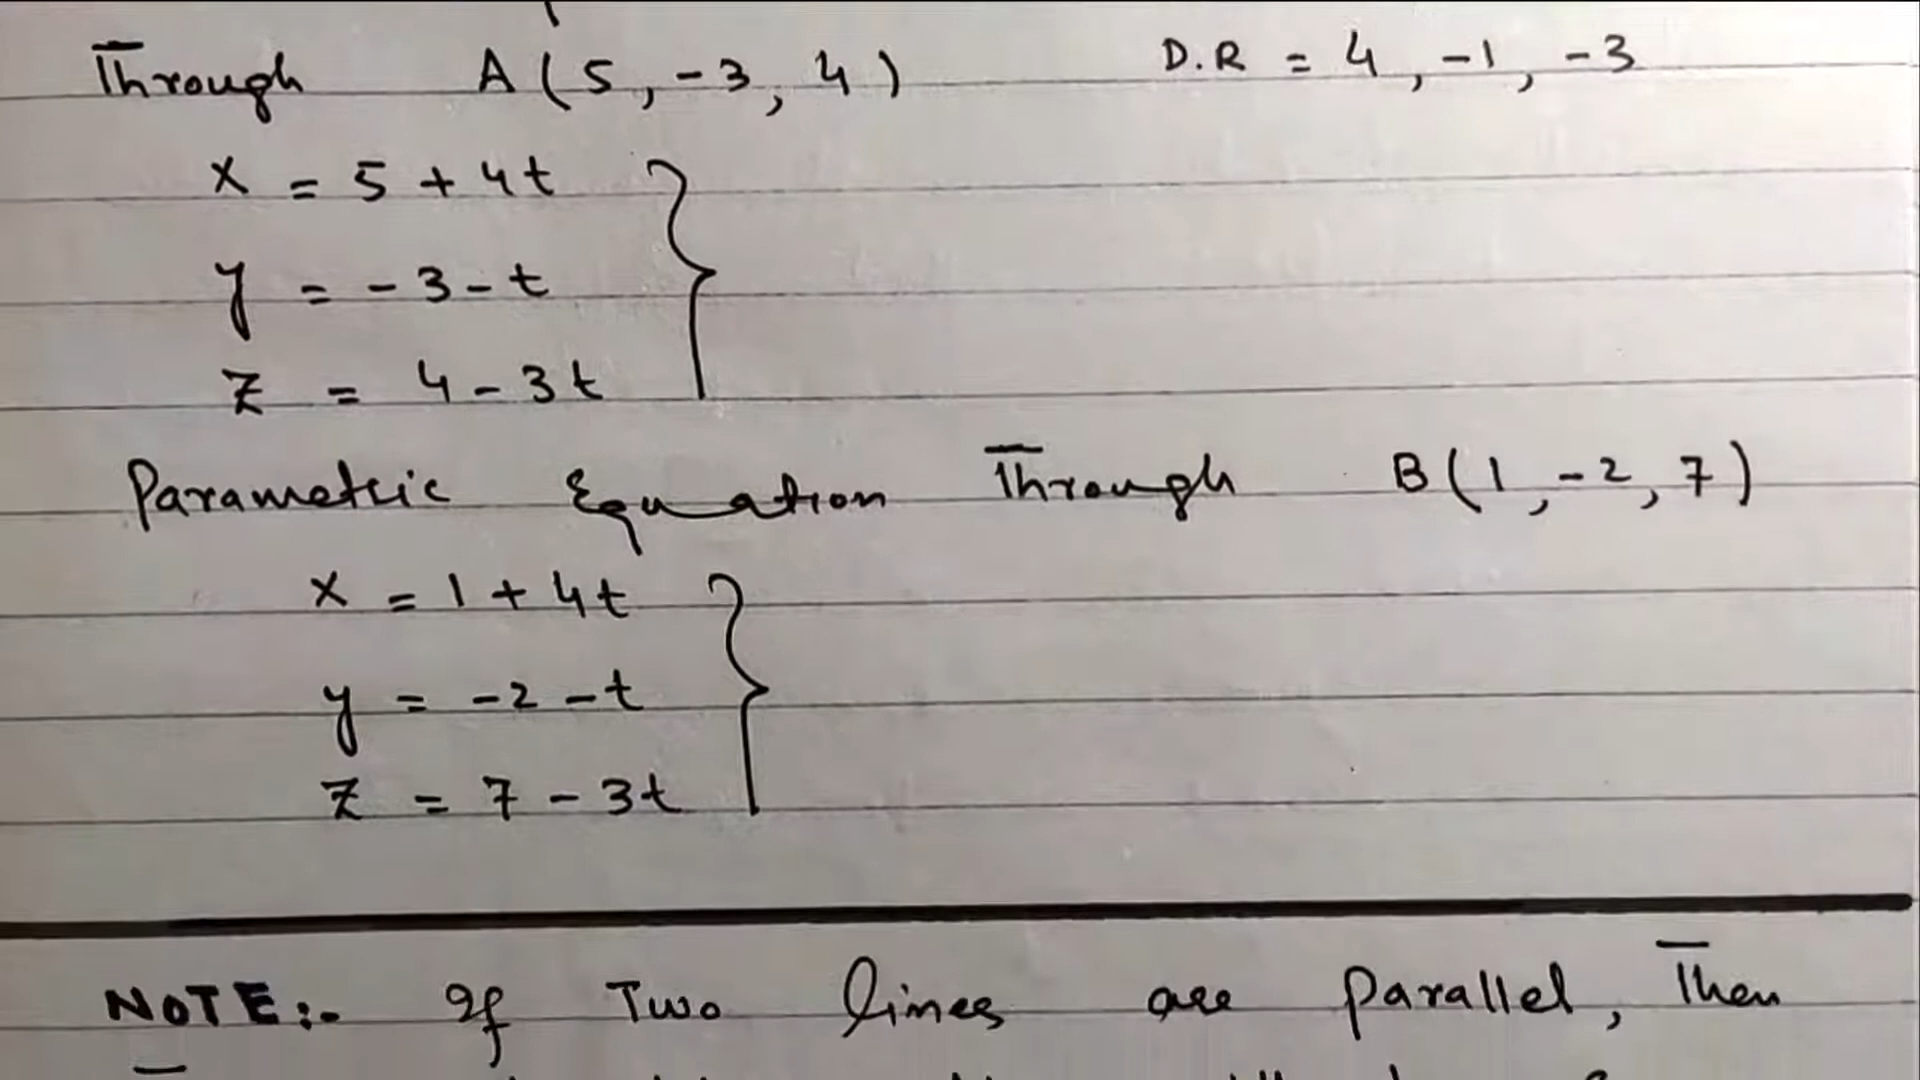 Through A(5, -3, 4) D.R = 4, -1, -3
x = 5 + 4t
y = -3 - t
z = 4 - 3t
Parametric Equation Through B(1, -2, 7)
x = 1 + 4t
y = -2 - t
z = 7 - 3t
NOTE:- If Two lines are parallel, Then